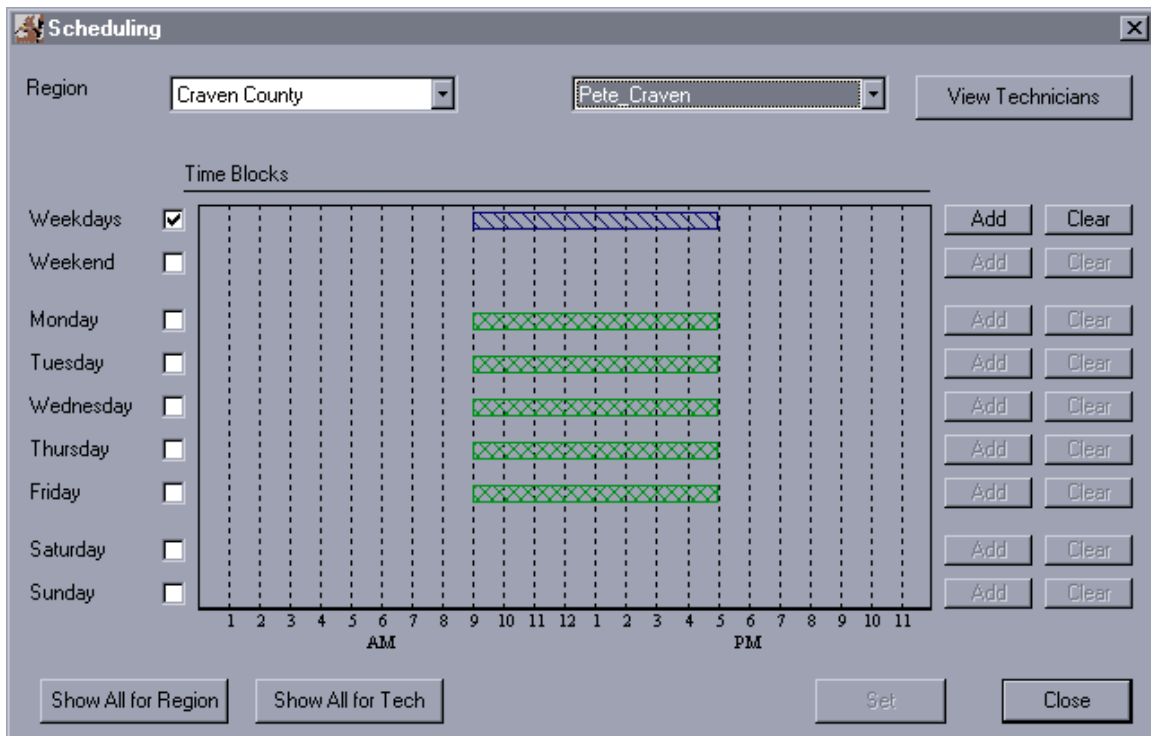 Scheduling
Region Craven County Pete_Craven View Technicians
Time Blocks
Weekdays Add Clear
Weekend Add Clear
Monday Add Clear
Tuesday Add Clear
Wednesday Add Clear
Thursday Add Clear
Friday Add Clear
Saturday Add Clear
Sunday Add Clear
1 2 3 4 5 6 7 8 9 10 11 12 1 2 3 4 5 6 7 8 9 10 11
AM PM
Show All for Region Show All for Tech Set Close